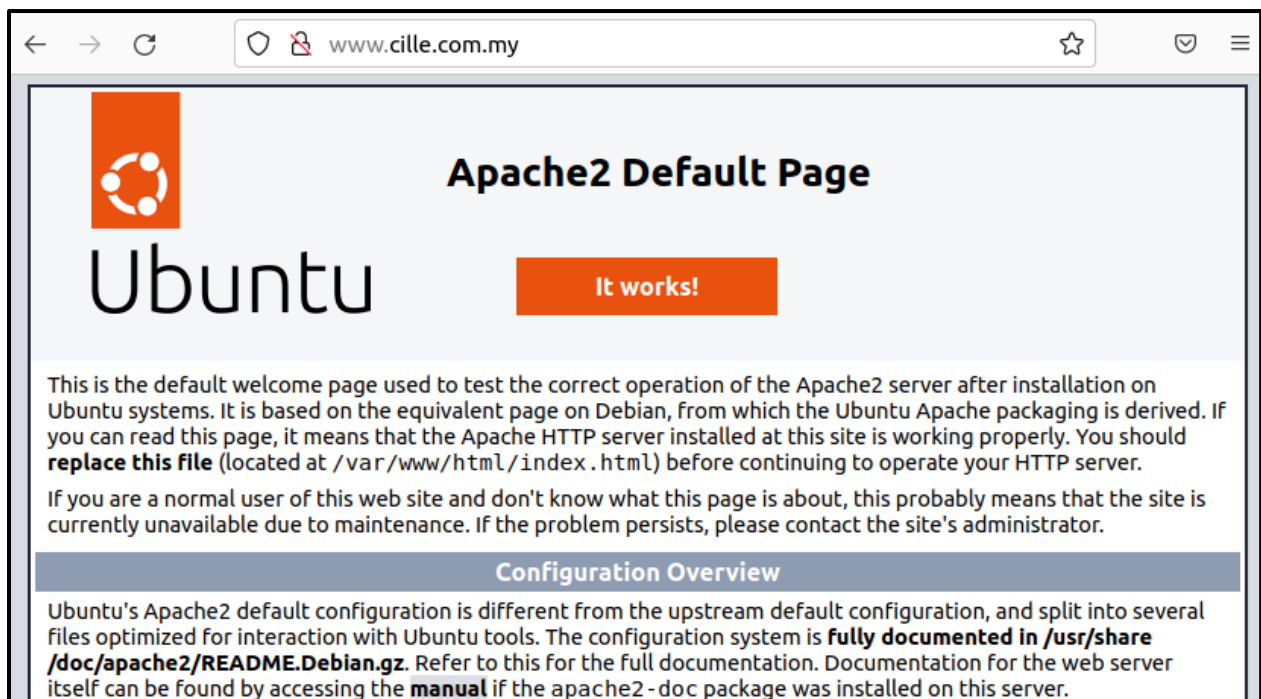 www.cille.com.my
Apache2 Default Page
Ubuntu
It works!
This is the default welcome page used to test the correct operation of the Apache2 server after installation on
Ubuntu systems. It is based on the equivalent page on Debian, from which the Ubuntu Apache packaging is derived. If
you can read this page, it means that the Apache HTTP server installed at this site is working properly. You should
replace this file (located at /var/www/html/index.html) before continuing to operate your HTTP server.
If you are a normal user of this web site and don't know what this page is about, this probably means that the site is
currently unavailable due to maintenance. If the problem persists, please contact the site's administrator.
Configuration Overview
Ubuntu's Apache2 default configuration is different from the upstream default configuration, and split into several
files optimized for interaction with Ubuntu tools. The configuration system is fully documented in /usr/share
/doc/apache2/README.Debian.gz. Refer to this for the full documentation. Documentation for the web server
itself can be found by accessing the manual if the apache2-doc package was installed on this server.